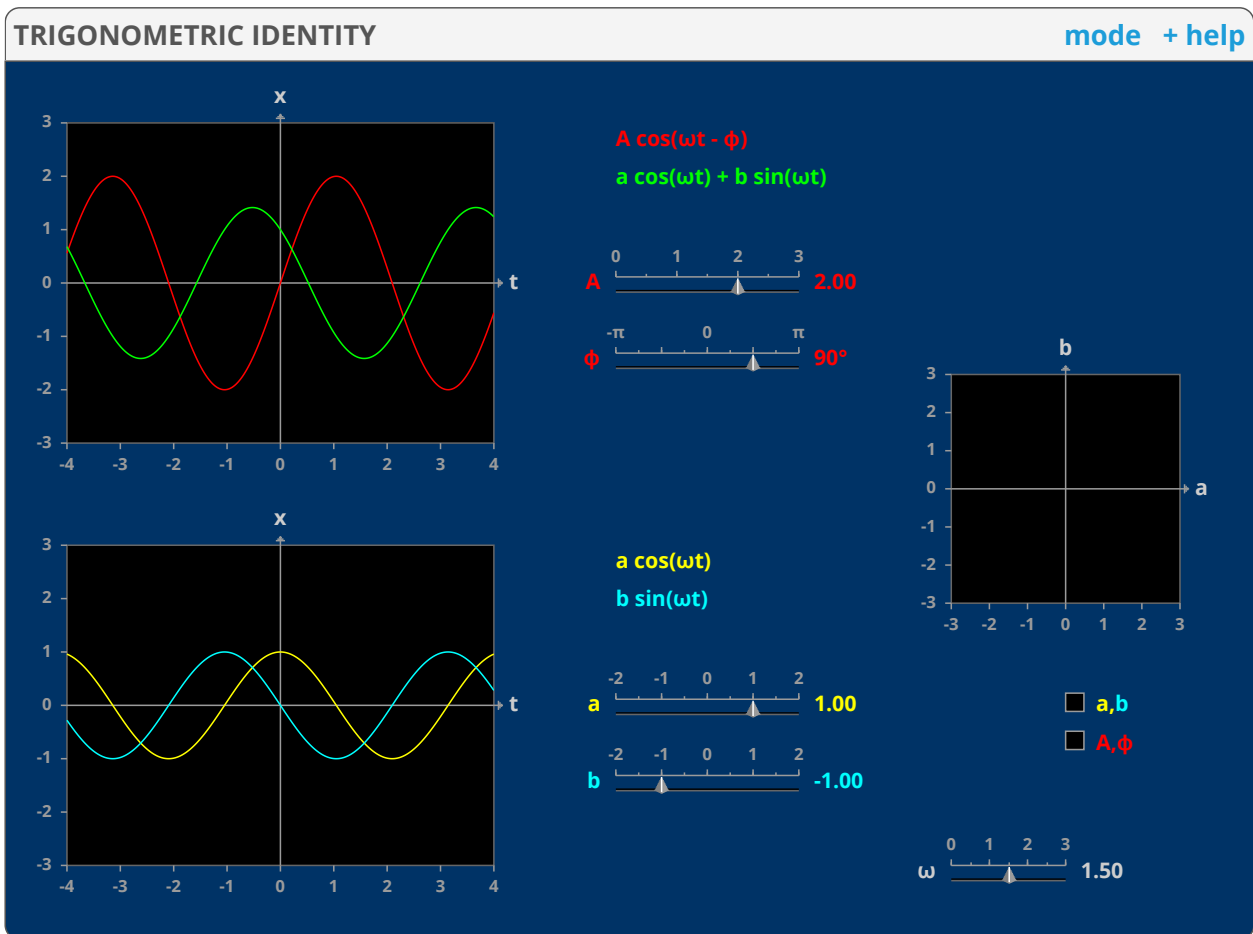 TRIGONOMETRIC IDENTITY
mode + help
x
3
2
1
0
-1
-2
-3
t
-4 -3 -2 -1 0 1 2 3 4
A cos(ωt - ϕ)
a cos(ωt) + b sin(ωt)
0 1 2 3
A 2.00
-π 0 π
ϕ 90°
b
3
2
1
0
-1
-2
-3
a
-3 -2 -1 0 1 2 3
x
3
2
1
0
-1
-2
-3
t
-4 -3 -2 -1 0 1 2 3 4
a cos(ωt)
b sin(ωt)
-2 -1 0 1 2
a 1.00
-2 -1 0 1 2
b -1.00
a,b
A,ϕ
0 1 2 3
ω 1.50